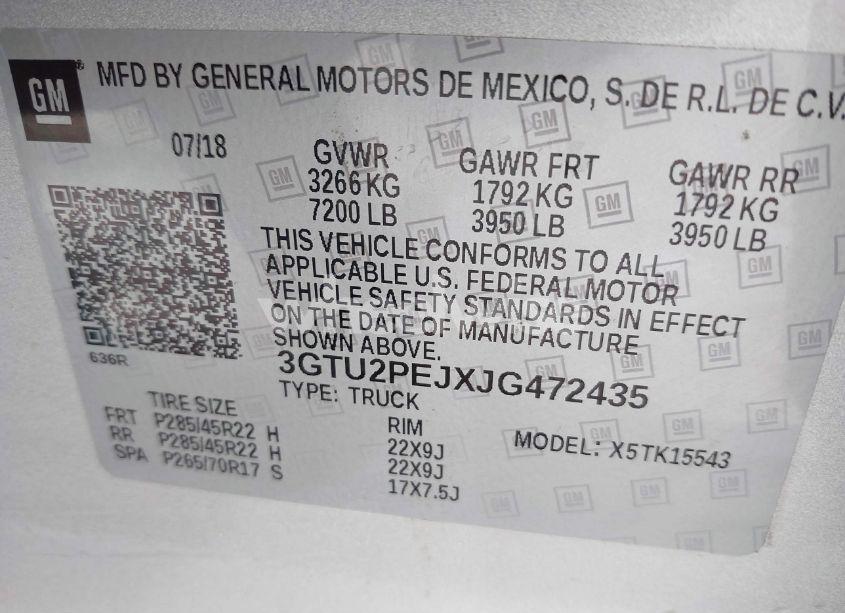 GM
MFD BY GENERAL MOTORS DE MEXICO, S. DE R.L. DE C.V.
07/18
GVWR GAWR FRT GAWR RR
3266 KG 1792 KG 1792 KG
7200 LB 3950 LB 3950 LB
THIS VEHICLE CONFORMS TO ALL
APPLICABLE U.S. FEDERAL MOTOR
VEHICLE SAFETY STANDARDS IN EFFECT
ON THE DATE OF MANUFACTURE
SHOWN ABOVE.
636R
3GTU2PEJXJG472435
TYPE: TRUCK
TIRE SIZE RIM MODEL: X5TK15543
FRT P285/45R22 H 22X9J
RR P285/45R22 H 22X9J
SPA P265/70R17 S 17X7.5J